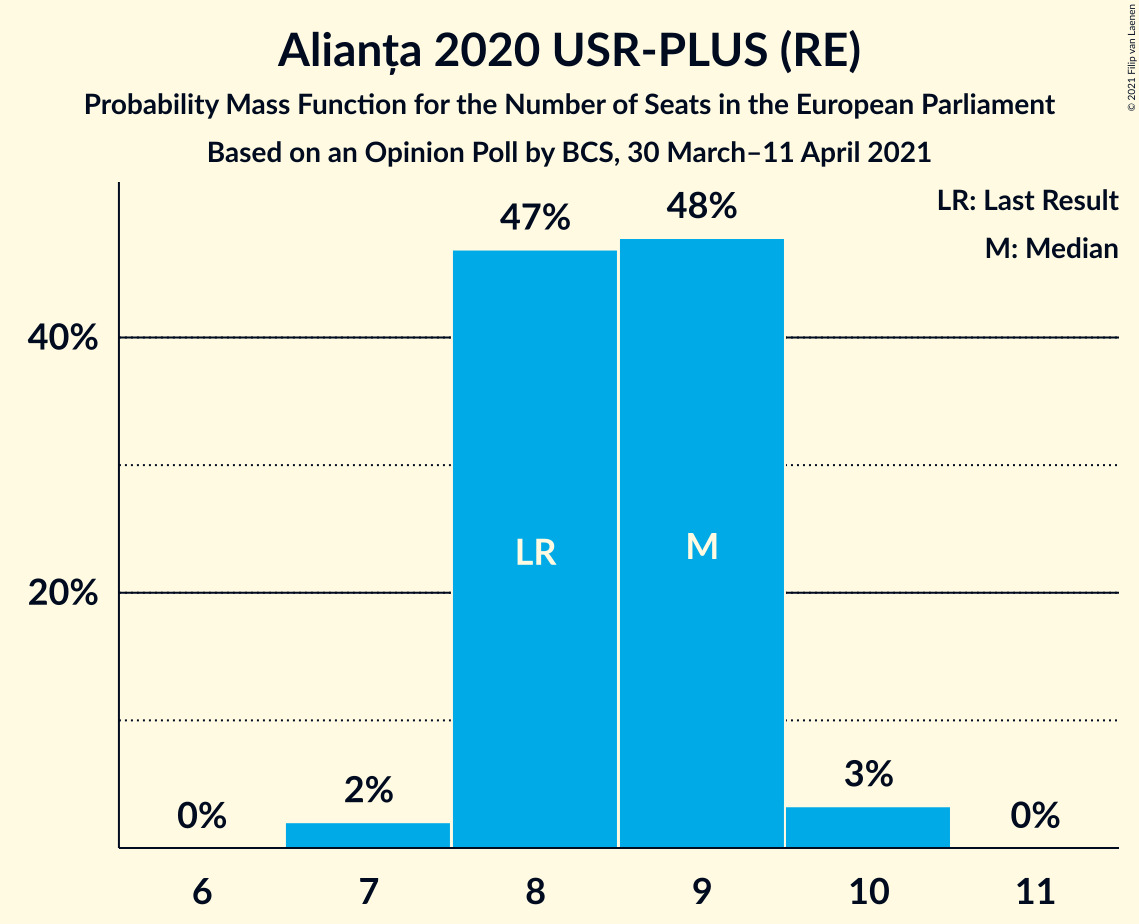 Alianța 2020 USR-PLUS (RE)
Probability Mass Function for the Number of Seats in the European Parliament
Based on an Opinion Poll by BCS, 30 March–11 April 2021
© 2021 Filip van Laenen
LR: Last Result
M: Median
47%
48%
40%
LR
M
20%
0%
2%
3%
0%
6
7
8
9
10
11